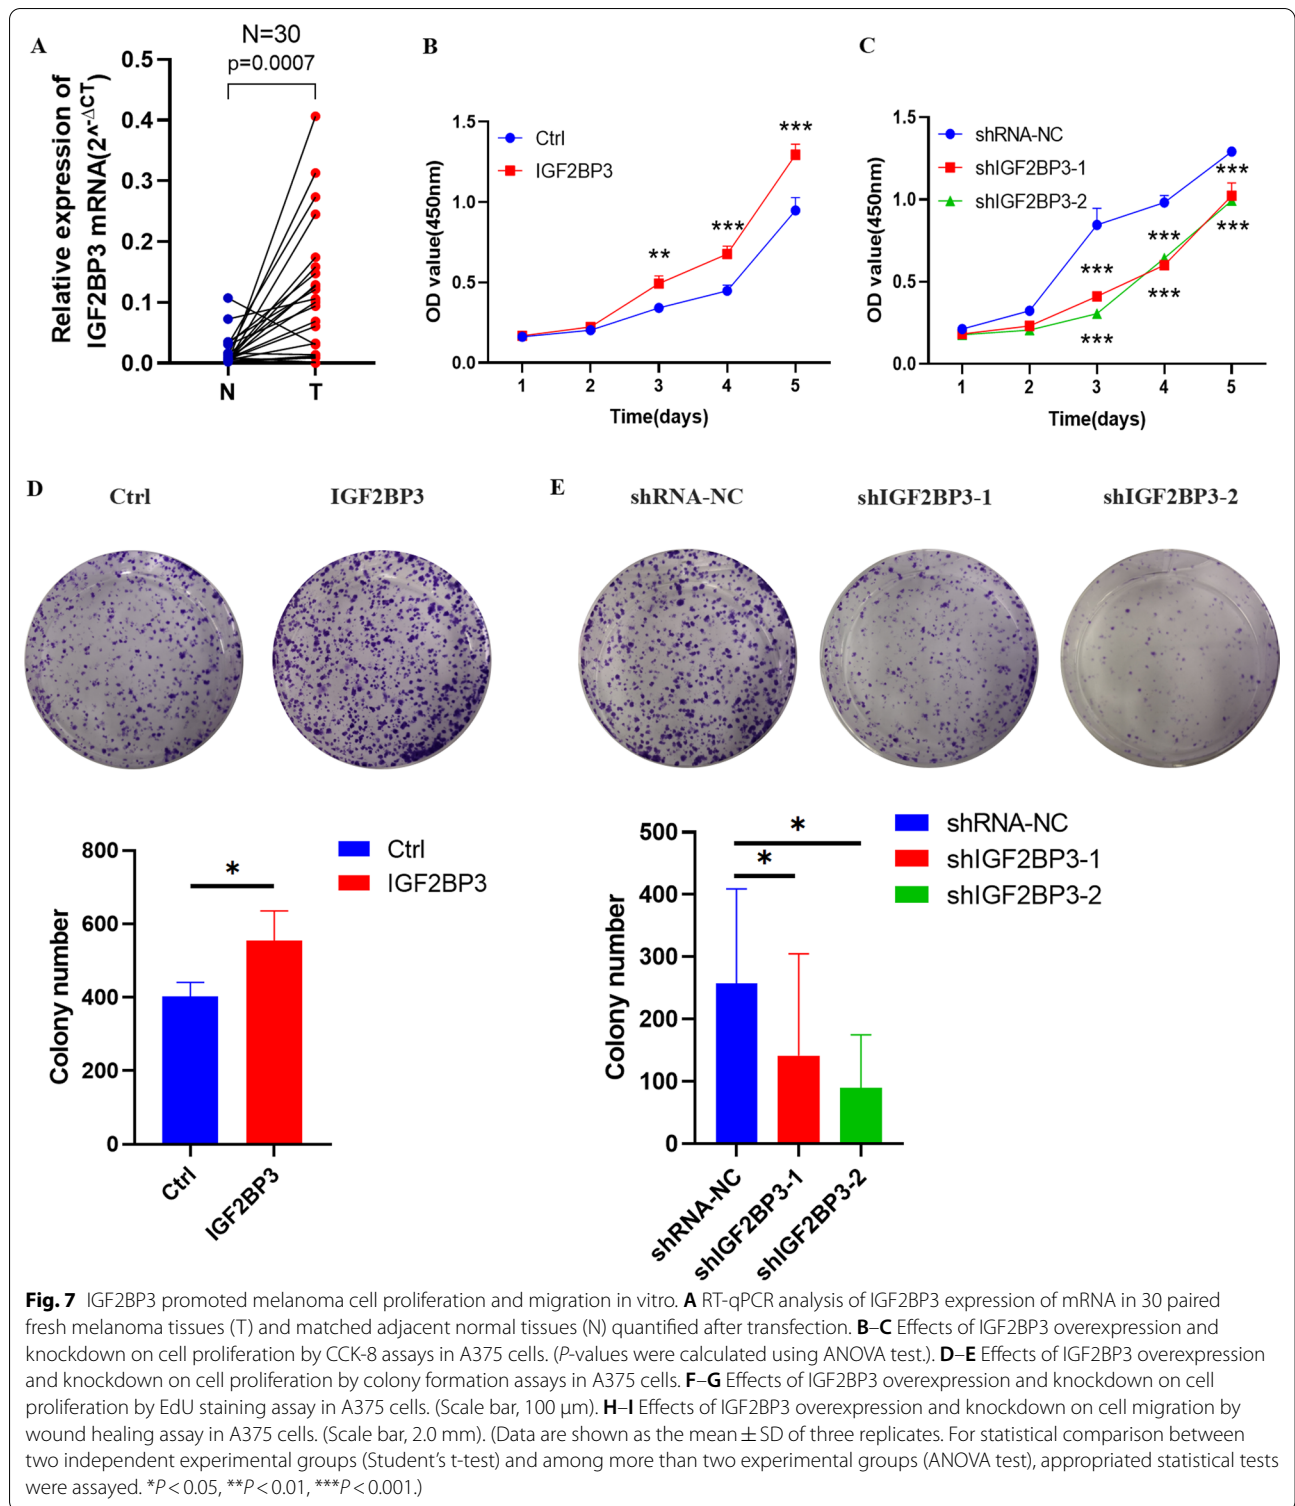 A
N=30
p=0.0007
Relative expression of
IGF2BP3 mRNA(2^-ΔCT)
0.5
0.4
0.3
0.2
0.1
0.0
N
T
B
Ctrl
IGF2BP3
OD value(450nm)
1.5
1.0
0.5
0.0
**
***
***
1
2
3
4
5
Time(days)
C
shRNA-NC
shIGF2BP3-1
shIGF2BP3-2
OD value(450nm)
1.5
1.0
0.5
0.0
***
***
***
***
***
***
1
2
3
4
5
Time(days)
D
Ctrl
IGF2BP3
E
shRNA-NC
shIGF2BP3-1
shIGF2BP3-2
Colony number
800
600
400
200
0
*
Ctrl
IGF2BP3
Ctrl
IGF2BP3
Colony number
500
400
300
200
100
0
*
*
shRNA-NC
shIGF2BP3-1
shIGF2BP3-2
shRNA-NC
shIGF2BP3-1
shIGF2BP3-2
Fig. 7 IGF2BP3 promoted melanoma cell proliferation and migration in vitro. A RT-qPCR analysis of IGF2BP3 expression of mRNA in 30 paired
fresh melanoma tissues (T) and matched adjacent normal tissues (N) quantified after transfection. B–C Effects of IGF2BP3 overexpression and
knockdown on cell proliferation by CCK-8 assays in A375 cells. (P-values were calculated using ANOVA test.). D–E Effects of IGF2BP3 overexpression
and knockdown on cell proliferation by colony formation assays in A375 cells. F–G Effects of IGF2BP3 overexpression and knockdown on cell
proliferation by EdU staining assay in A375 cells. (Scale bar, 100 μm). H–I Effects of IGF2BP3 overexpression and knockdown on cell migration by
wound healing assay in A375 cells. (Scale bar, 2.0 mm). (Data are shown as the mean ± SD of three replicates. For statistical comparison between
two independent experimental groups (Student's t-test) and among more than two experimental groups (ANOVA test), appropriated statistical tests
were assayed. *P < 0.05, **P < 0.01, ***P < 0.001.)